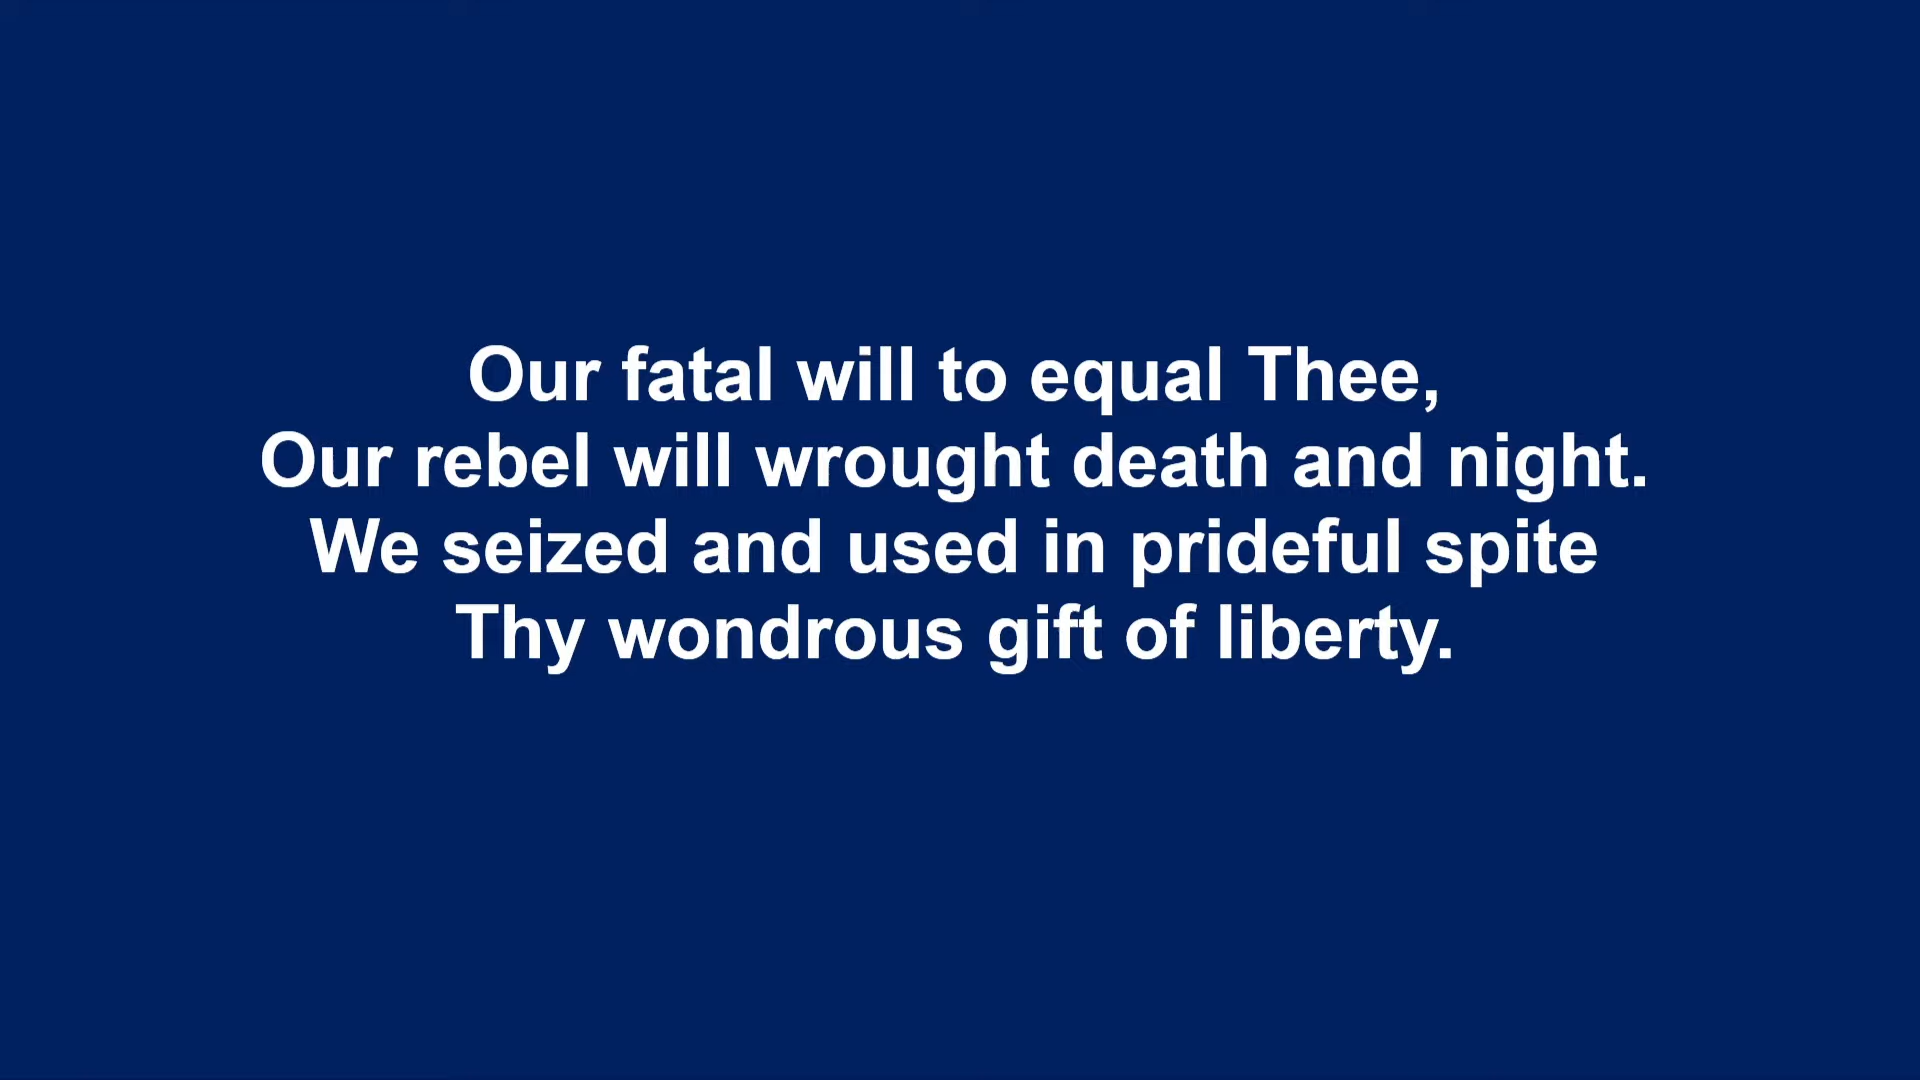 Our fatal will to equal Thee,
Our rebel will wrought death and night.
We seized and used in prideful spite
Thy wondrous gift of liberty.